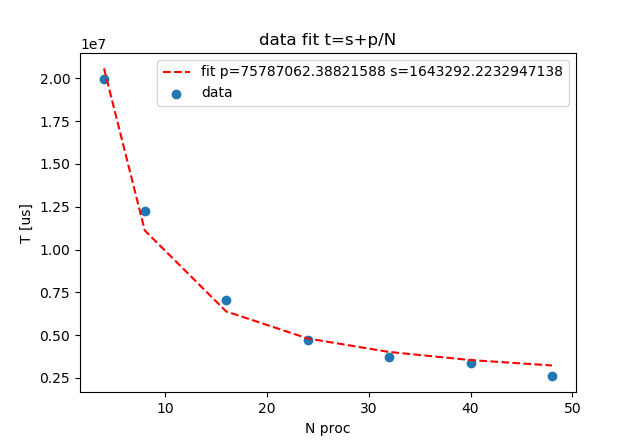 data fit t=s+p/N
1e7
fit p=75787062.38821588 s=1643292.2232947138
data
2.00
1.75
1.50
1.25
1.00
0.75
0.50
0.25
T [us]
10 20 30 40 50
N proc